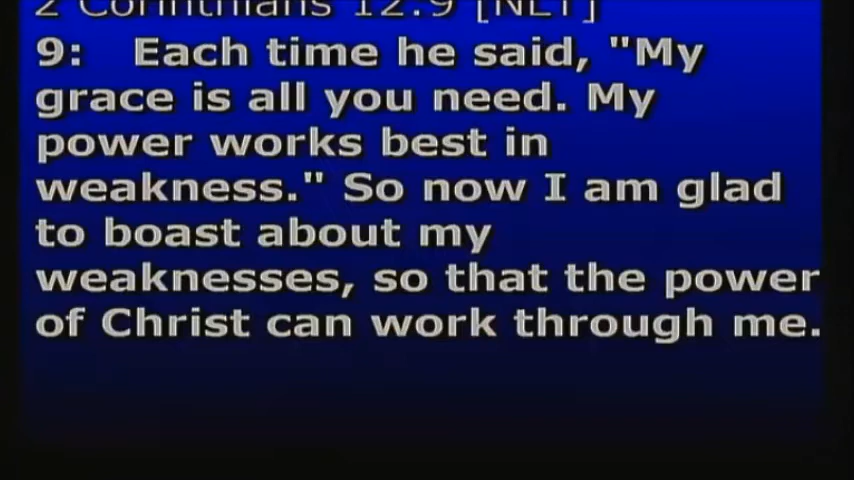 2 Corinthians 12:9 [NLT]
9: Each time he said, "My
grace is all you need. My
power works best in
weakness." So now I am glad
to boast about my
weaknesses, so that the power
of Christ can work through me.